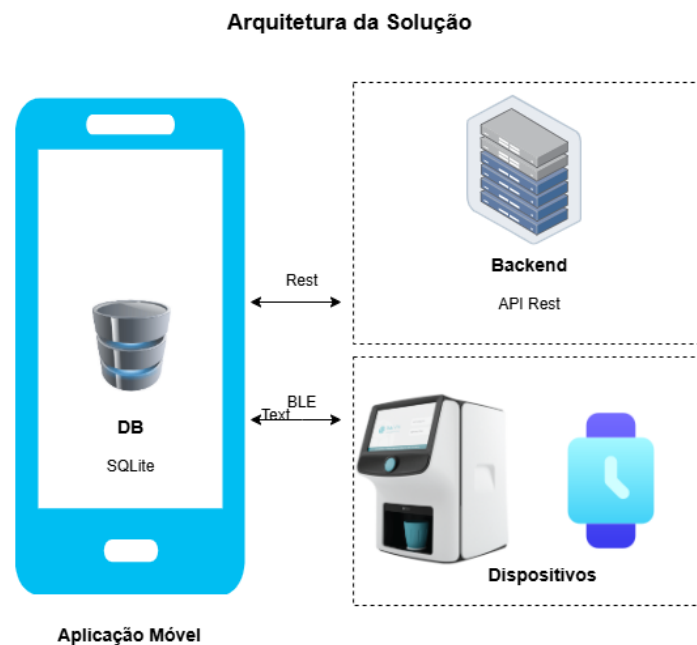 Arquitetura da Solução
Rest
Backend
API Rest
BLE
Text
DB
SQLite
Dispositivos
Aplicação Móvel